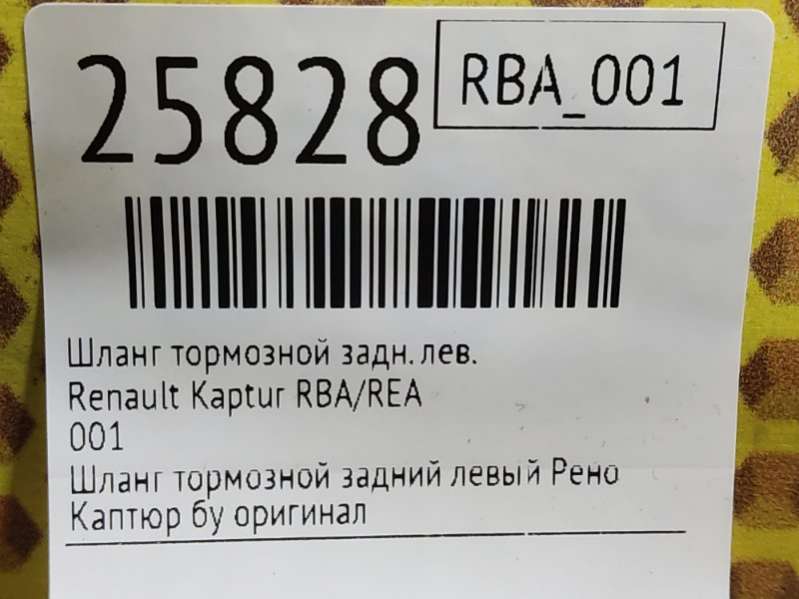 25828
RBA_001
Шланг тормозной задн. лев.
Renault Kaptur RBA/REA
001
Шланг тормозной задний левый Рено
Каптюр бу оригинал